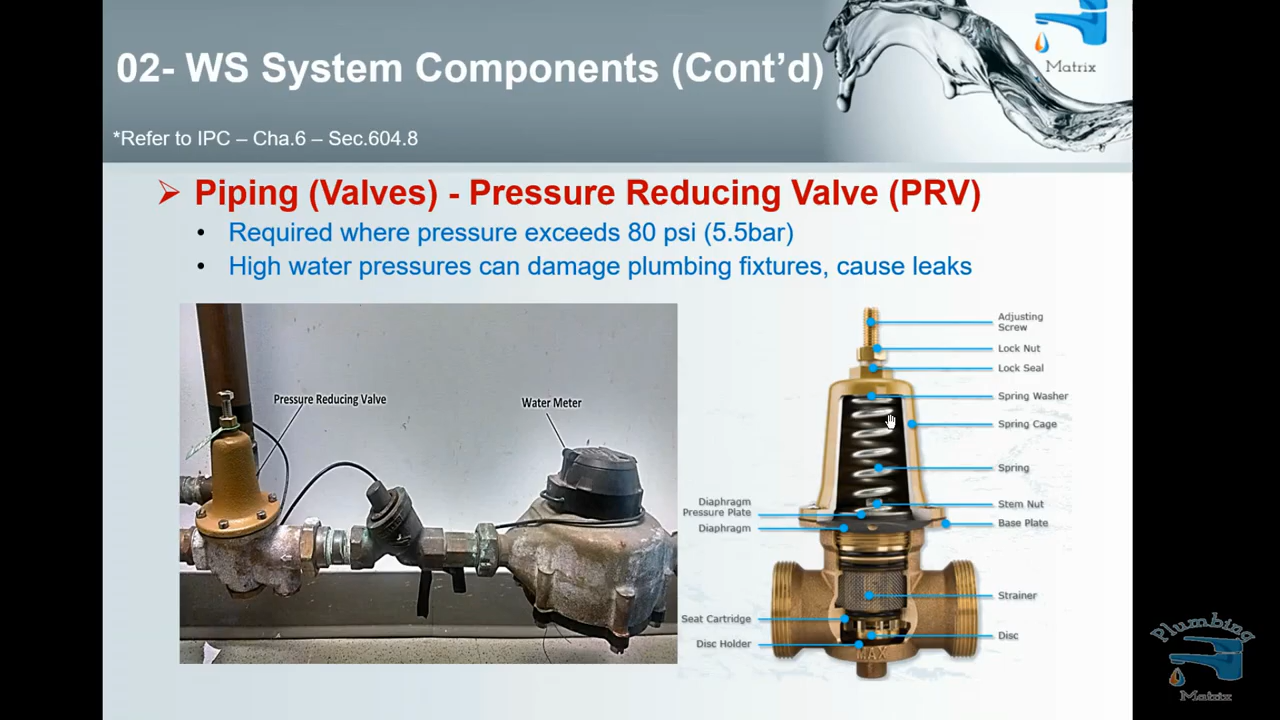 02- WS System Components (Cont’d)
Matrix
*Refer to IPC – Cha.6 – Sec.604.8
➢ Piping (Valves) - Pressure Reducing Valve (PRV)
• Required where pressure exceeds 80 psi (5.5bar)
• High water pressures can damage plumbing fixtures, cause leaks
Pressure Reducing Valve
Water Meter
Adjusting
Screw
Lock Nut
Lock Seal
Spring Washer
Spring Cage
Spring
Stem Nut
Base Plate
Diaphragm
Pressure Plate
Diaphragm
Strainer
Seat Cartridge
Disc
Disc Holder
MAX
Plumbing
Matrix